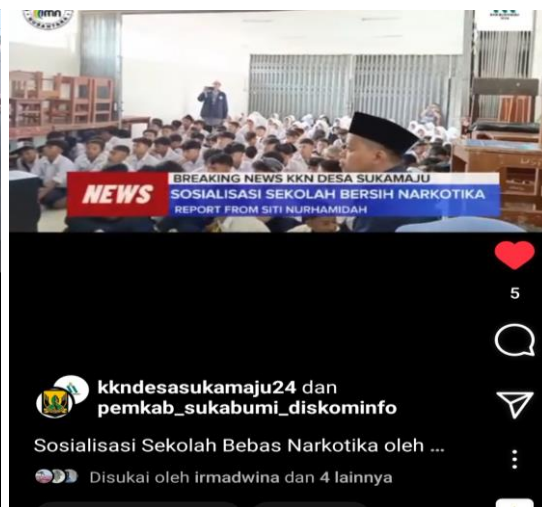 BREAKING NEWS KKN DESA SUKAMAJU
NEWS
SOSIALISASI SEKOLAH BERSIH NARKOTIKA
REPORT FROM SITI NURHAMIDAH
5
kkndesasukamaju24 dan
pemkab_sukabumi_diskominfo
Sosialisasi Sekolah Bebas Narkotika oleh ...
Disukai oleh irmadwina dan 4 lainnya